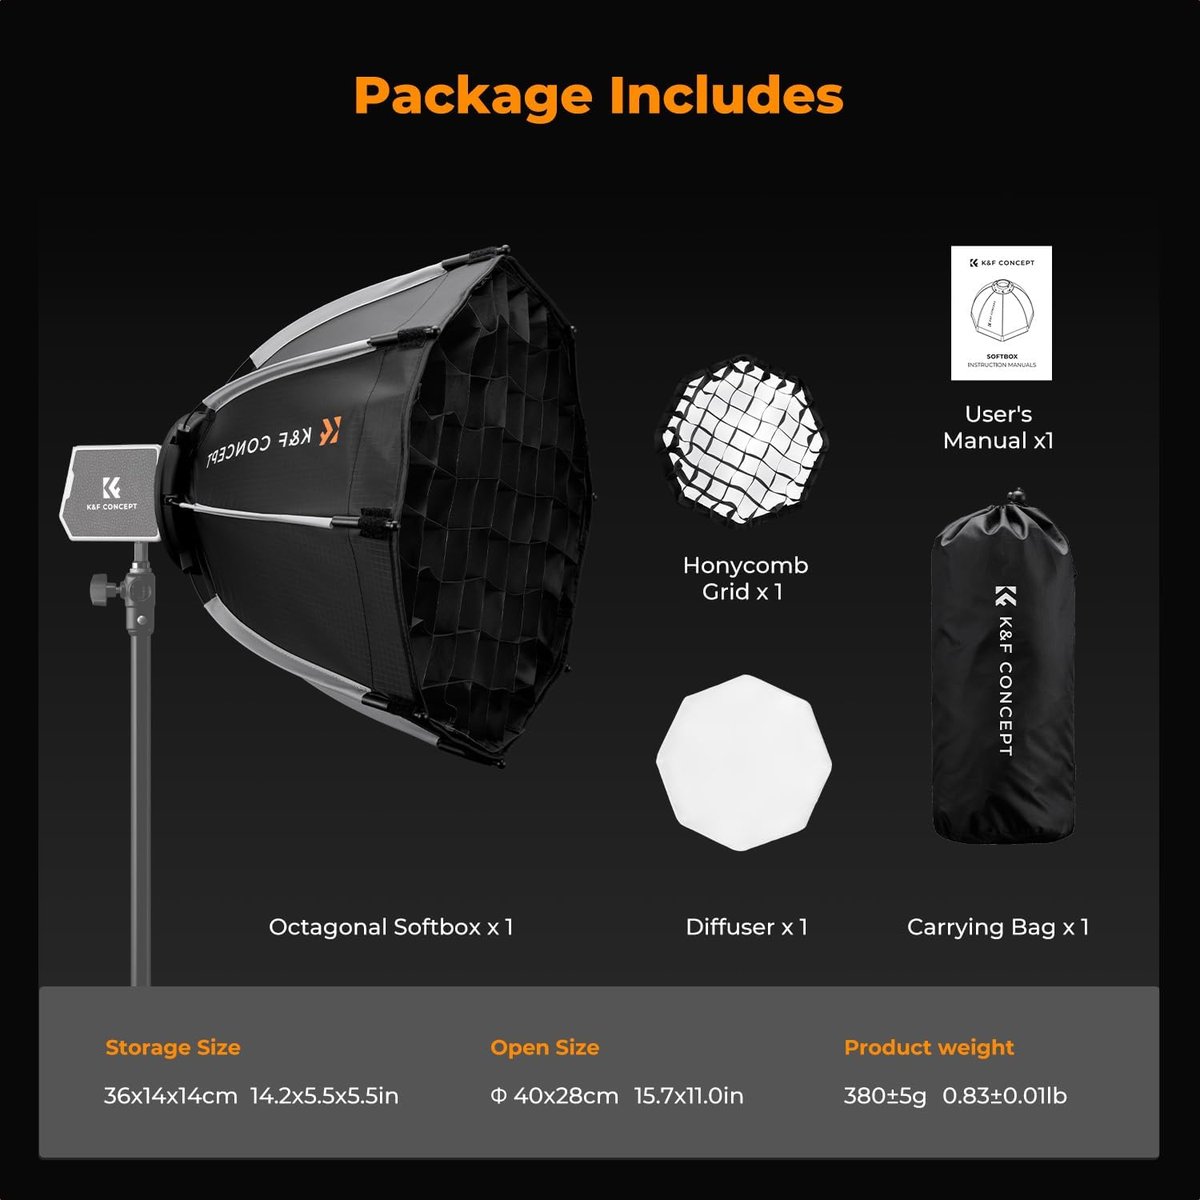 Package Includes
K&F CONCEPT
K&F CONCEPT
K&F CONCEPT
K&F CONCEPT
SOFTBOX
INSTRUCTION MANUALS
User's
Manual x1
Honycomb
Grid x 1
K&F CONCEPT
Octagonal Softbox x 1
Diffuser x 1
Carrying Bag x 1
Storage Size
36x14x14cm 14.2x5.5x5.5in
Open Size
Φ 40x28cm 15.7x11.0in
Product weight
380±5g 0.83±0.01lb